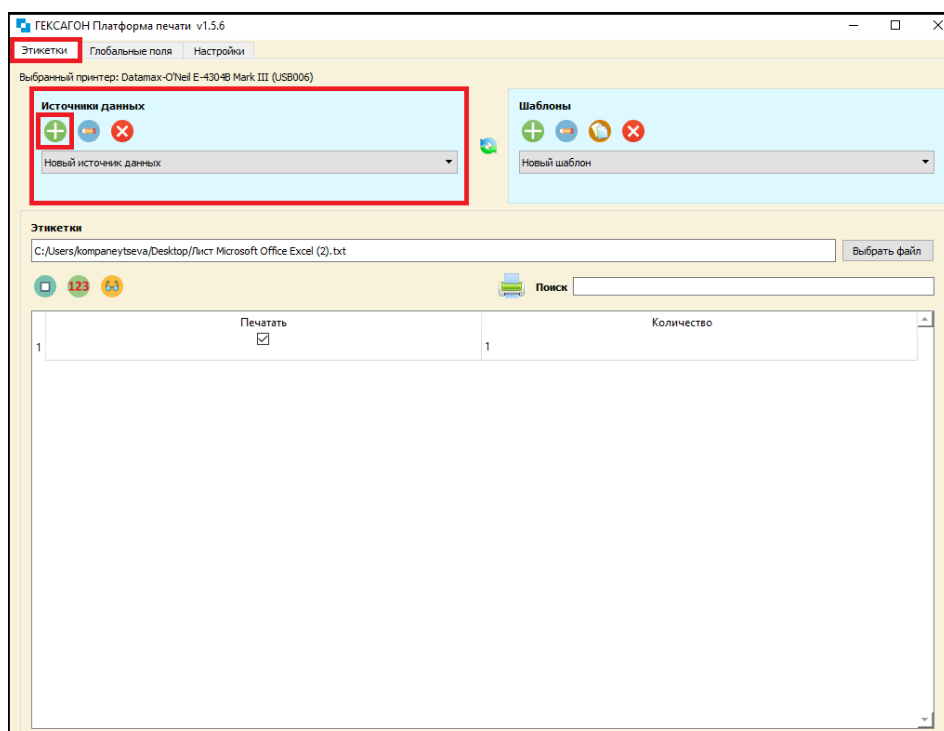 ГЕКСАГОН Платформа печати v1.5.6
Этикетки Глобальные поля Настройки
Выбранный принтер: Datamax-O'Neil E-4304B Mark III (USB006)
Источники данных
Новый источник данных
Шаблоны
Новый шаблон
Этикетки
C:/Users/kompaneytseva/Desktop/Лист Microsoft Office Excel (2).txt
Выбрать файл
123
Поиск
Печатать Количество
1 1